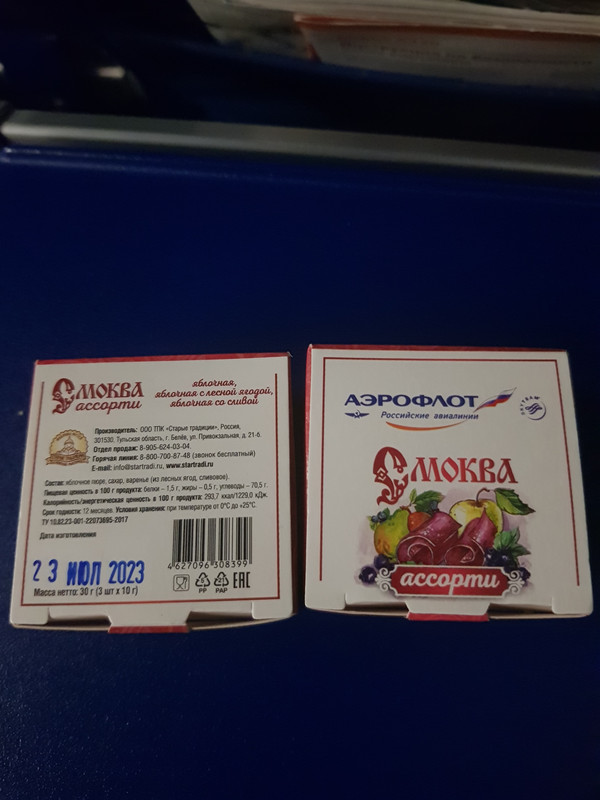 Смоква
ассорти
яблочная,
яблочная с лесной ягодой,
яблочная со сливой
Производитель: ООО ТПК «Старые традиции», Россия,
301530, Тульская область, г. Белёв, ул. Привокзальная, д. 21-б.
Отдел продаж: 8-905-624-03-04.
Горячая линия: 8-800-700-87-48 (звонок бесплатный)
E-mail: info@startradi.ru, www.startradi.ru
Состав: яблочное пюре, сахар, варенье (из лесных ягод, сливовое).
Пищевая ценность в 100 г продукта: белки – 1,5 г, жиры – 0,5 г, углеводы – 70,5 г.
Калорийность/энергетическая ценность в 100 г продукта: 293,7 ккал/1229,0 кДж.
Срок годности: 12 месяцев. Условия хранения: при температуре от 0°С до +25°С.
ТУ 10.82.23-001-22073695-2017
Дата изготовления
23 ИЮЛ 2023
Масса нетто: 30 г (3 шт х 10 г)
4627096308399
PP
PAP
ЕАС
АЭРОФЛОТ
Российские авиалинии
SKYTEAM
Смоква
ассорти